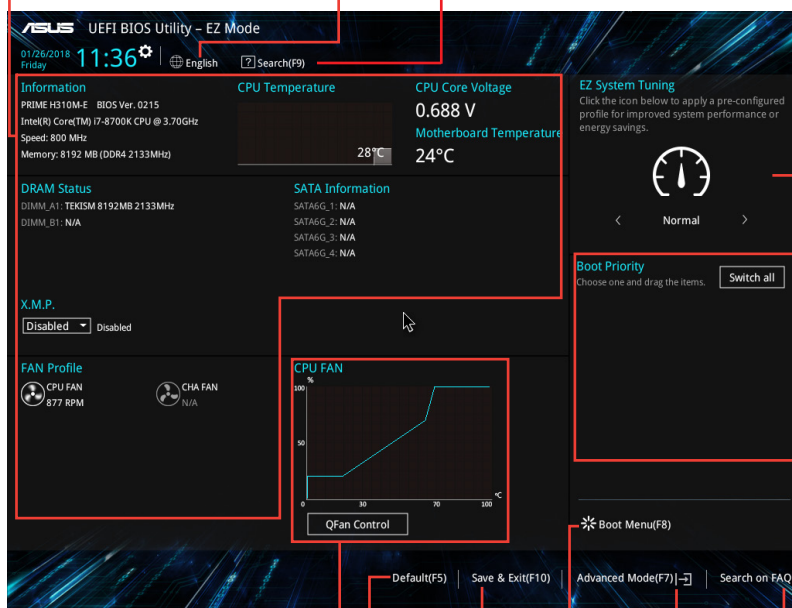 ASUS UEFI BIOS Utility – EZ Mode
01/26/2018
Friday
11:36
English
Search(F9)
Information
PRIME H310M-E BIOS Ver. 0215
Intel(R) Core(TM) i7-8700K CPU @ 3.70GHz
Speed: 800 MHz
Memory: 8192 MB (DDR4 2133MHz)
CPU Temperature
28°C
CPU Core Voltage
0.688 V
Motherboard Temperature
24°C
EZ System Tuning
Click the icon below to apply a pre-configured
profile for improved system performance or
energy savings.
Normal
DRAM Status
DIMM_A1: TEKISM 8192MB 2133MHz
DIMM_B1: N/A
SATA Information
SATA6G_1: N/A
SATA6G_2: N/A
SATA6G_3: N/A
SATA6G_4: N/A
Boot Priority
Choose one and drag the items.
Switch all
X.M.P.
Disabled
Disabled
FAN Profile
CPU FAN
877 RPM
CHA FAN
N/A
CPU FAN
%
100
50
0 30 70 100
°C
QFan Control
Boot Menu(F8)
Default(F5)
Save & Exit(F10)
Advanced Mode(F7)
Search on FAQ